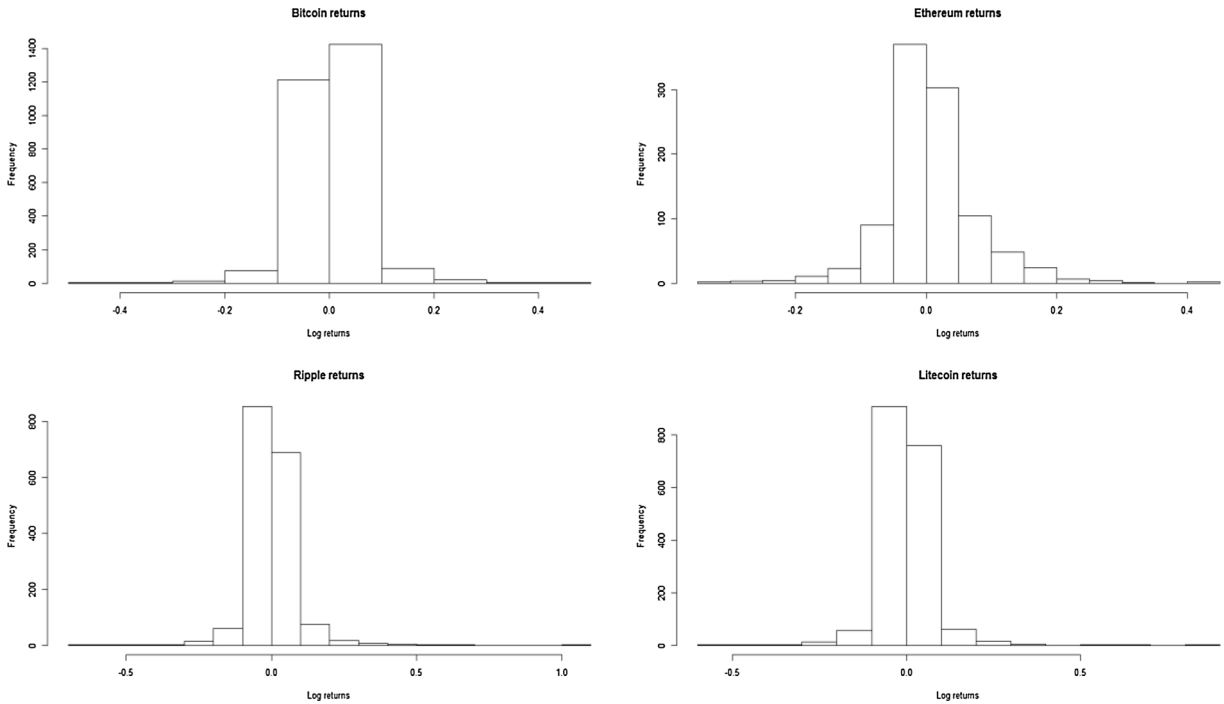 Bitcoin returns
Frequency
0 200 400 600 800 1000 1200 1400
-0.4 -0.2 0.0 0.2 0.4
Log returns
Ethereum returns
Frequency
0 100 200 300
-0.2 0.0 0.2 0.4
Log returns
Ripple returns
Frequency
0 200 400 600 800
-0.5 0.0 0.5 1.0
Log returns
Litecoin returns
Frequency
0 200 400 600 800
-0.5 0.0 0.5
Log returns